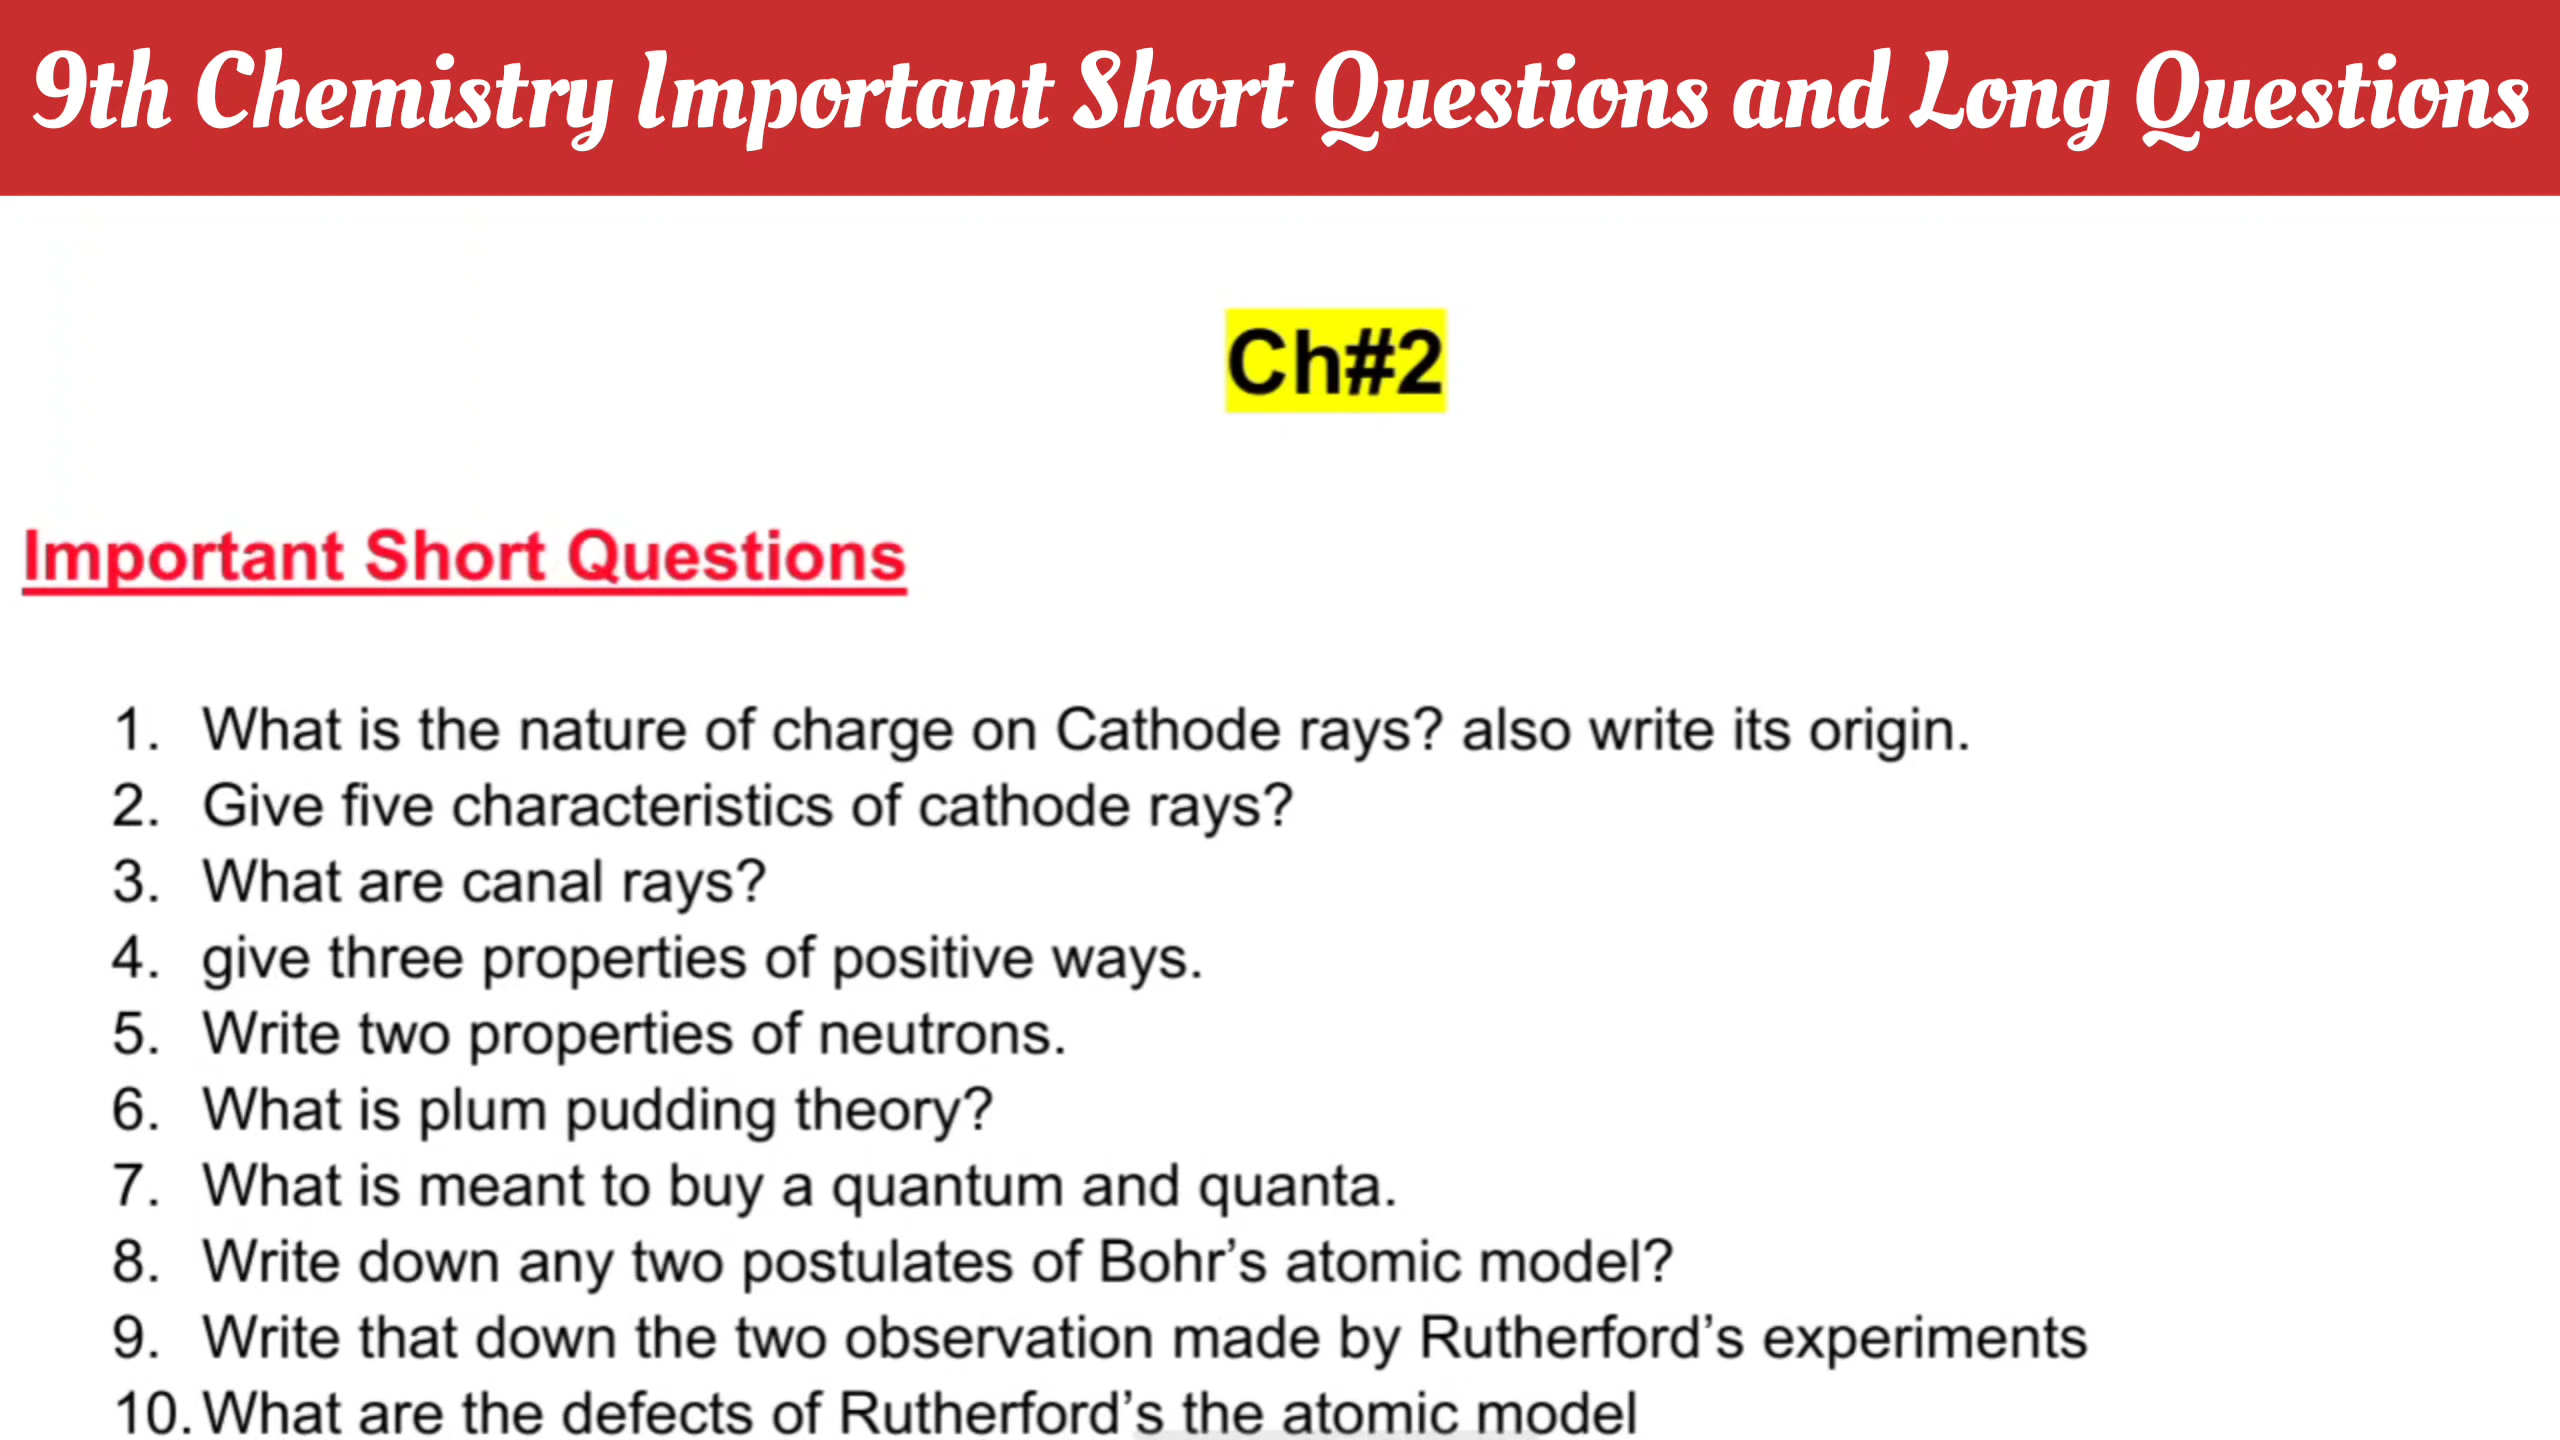 9th Chemistry Important Short Questions and Long Questions
Ch#2
Important Short Questions
1. What is the nature of charge on Cathode rays? also write its origin.
2. Give five characteristics of cathode rays?
3. What are canal rays?
4. give three properties of positive ways.
5. Write two properties of neutrons.
6. What is plum pudding theory?
7. What is meant to buy a quantum and quanta.
8. Write down any two postulates of Bohr’s atomic model?
9. Write that down the two observation made by Rutherford’s experiments
10. What are the defects of Rutherford’s the atomic model